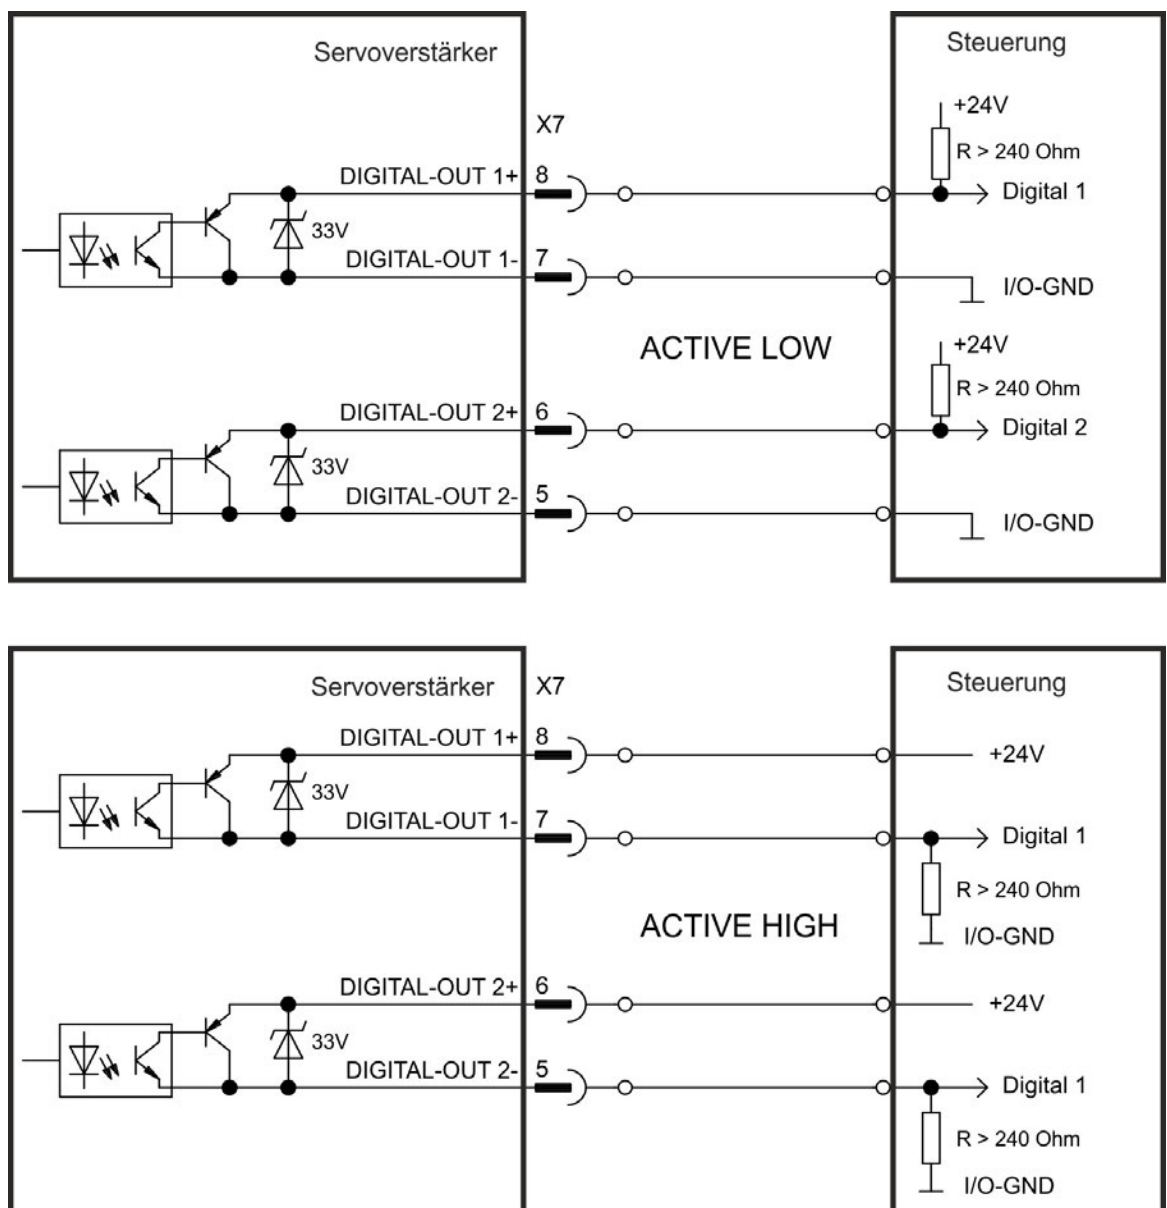 Servoverstärker
Steuerung
X7
+24V
R > 240 Ohm
DIGITAL-OUT 1+
8
Digital 1
33V
DIGITAL-OUT 1-
7
I/O-GND
ACTIVE LOW
+24V
R > 240 Ohm
DIGITAL-OUT 2+
6
Digital 2
33V
DIGITAL-OUT 2-
5
I/O-GND
Servoverstärker
X7
Steuerung
DIGITAL-OUT 1+
8
+24V
33V
DIGITAL-OUT 1-
7
Digital 1
R > 240 Ohm
ACTIVE HIGH
I/O-GND
DIGITAL-OUT 2+
6
+24V
33V
DIGITAL-OUT 2-
5
Digital 1
R > 240 Ohm
I/O-GND